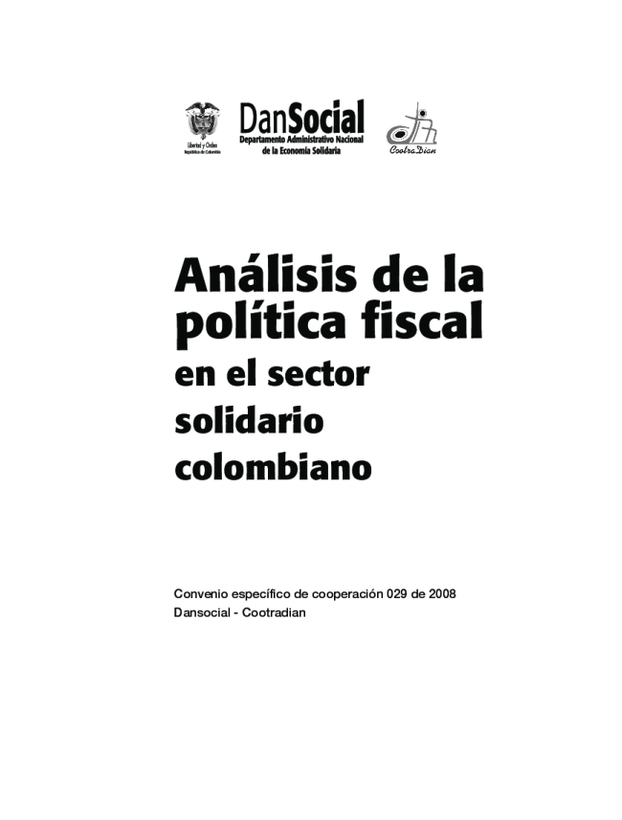 Libertad y Orden
República de Colombia
DanSocial
Departamento Administrativo Nacional
de la Economía Solidaria
CootraDian
Análisis de la
política fiscal
en el sector
solidario
colombiano
Convenio específico de cooperación 029 de 2008
Dansocial - Cootradian